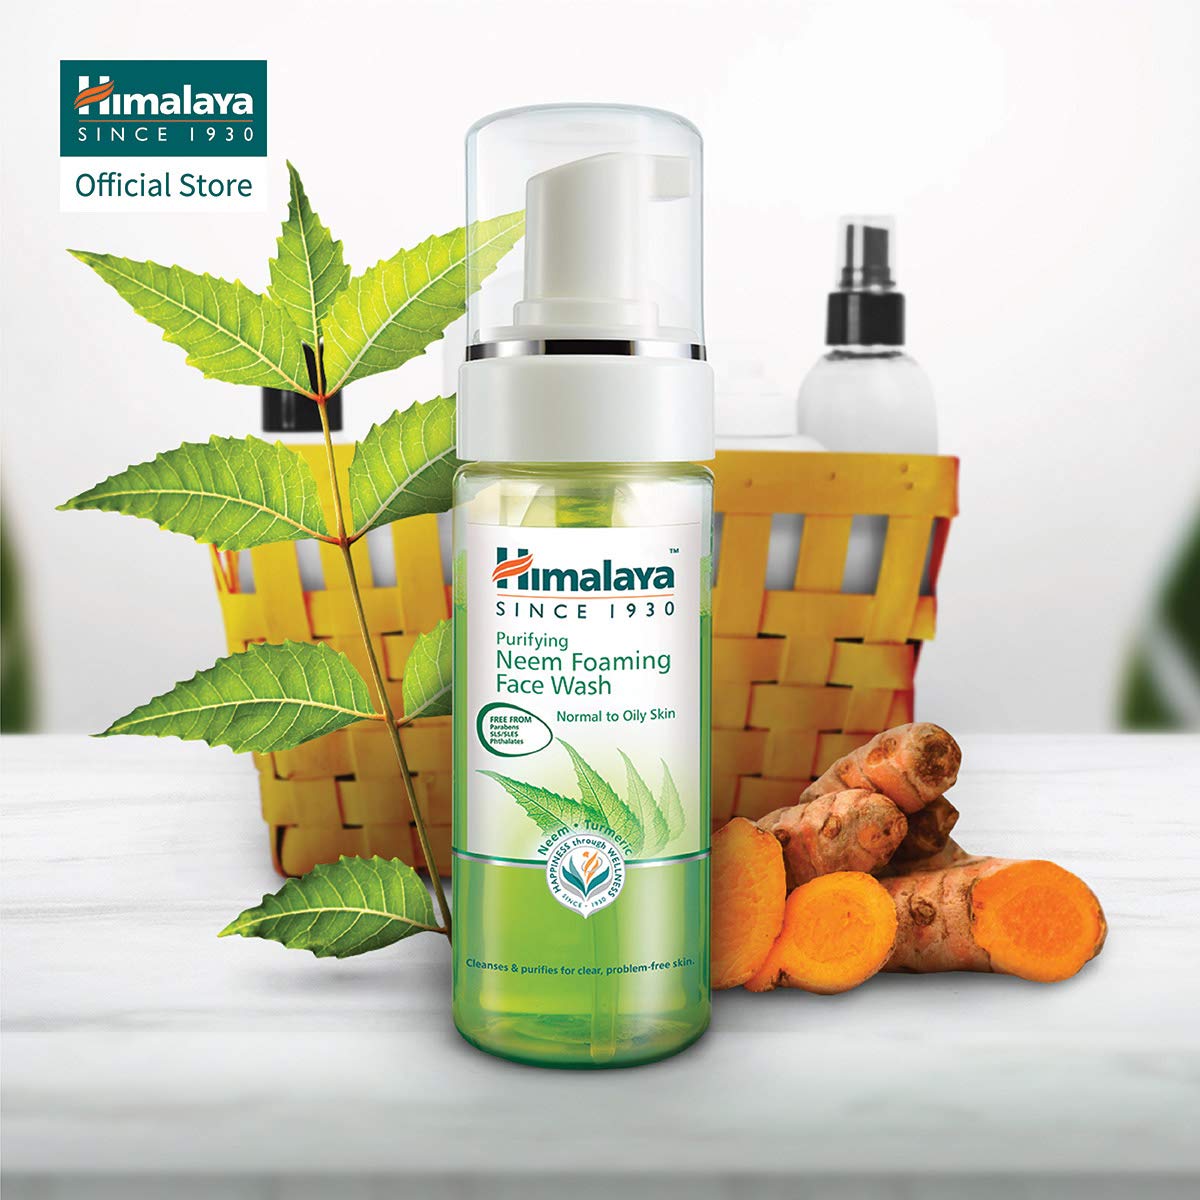 Himalaya
SINCE 1930
Official Store
Himalaya™
SINCE 1930
Purifying
Neem Foaming
Face Wash
Normal to Oily Skin
FREE FROM
Parabens
SLS/SLES
Phthalates
Neem • Turmeric
HAPPINESS through WELLNESS
SINCE - 1930
Cleanses & purifies for clear, problem-free skin.